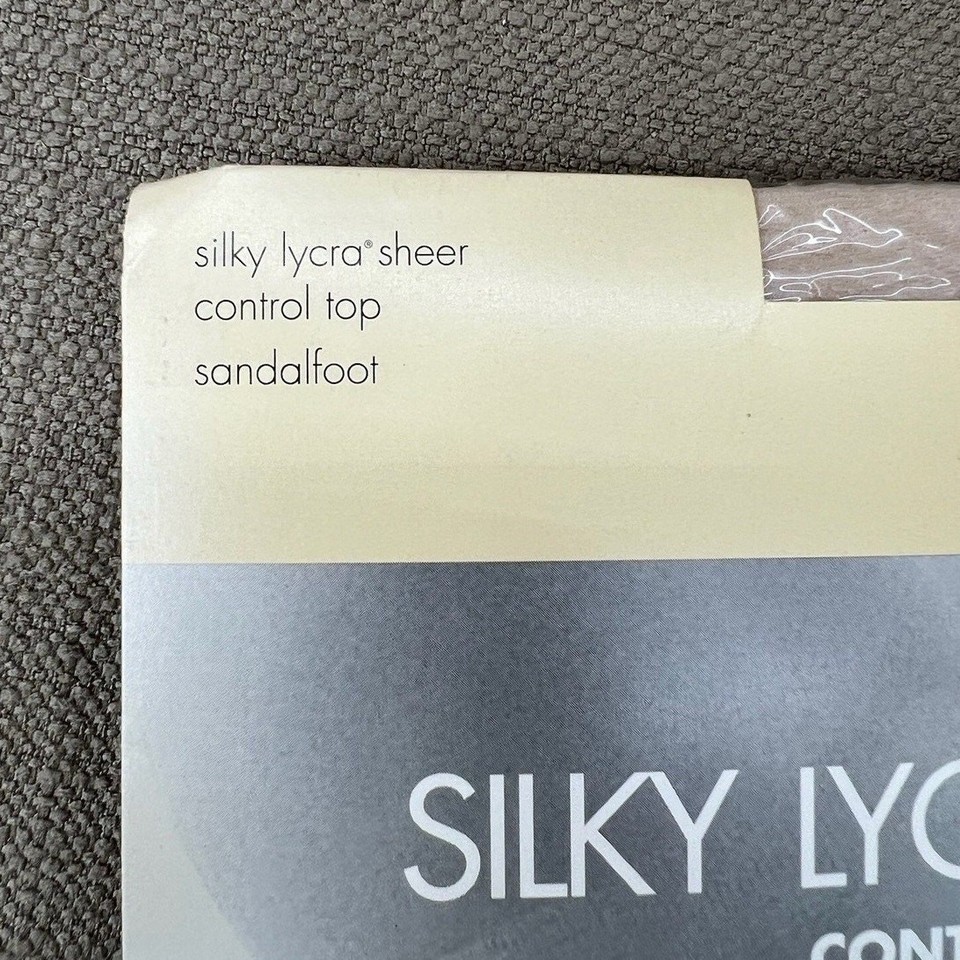 silky lycra® sheer
control top
sandalfoot
SILKY LYC
CONT